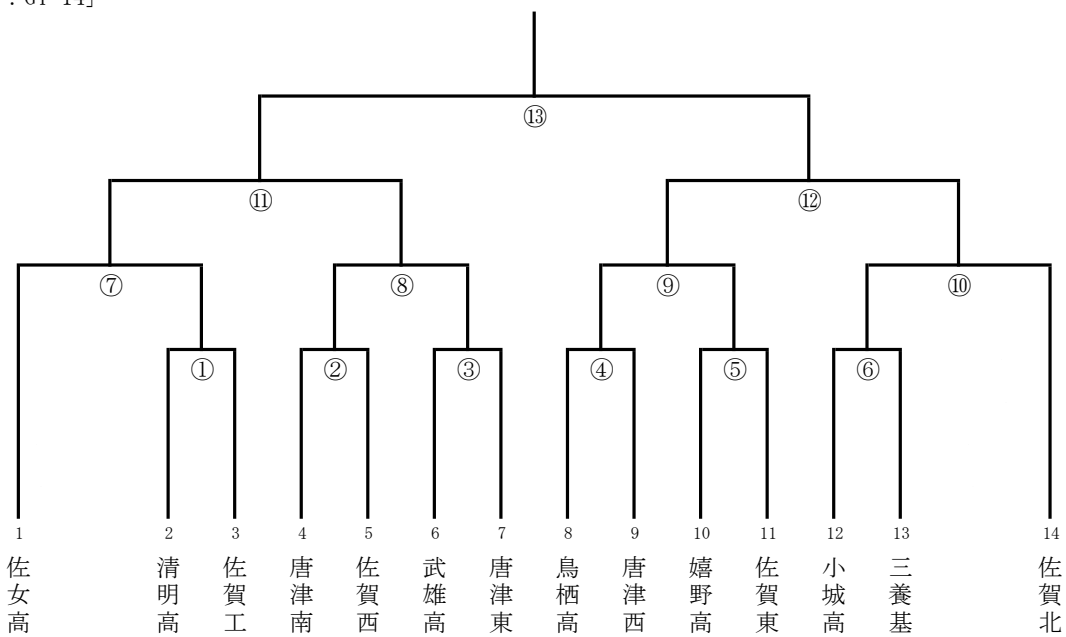 : GT-14]
⑬
⑪ ⑫
⑦ ⑧ ⑨ ⑩
① ② ③ ④ ⑤ ⑥
1 2 3 4 5 6 7 8 9 10 11 12 13 14
佐女高
清明高
佐賀工
唐津南
佐賀西
武雄高
唐津東
鳥栖高
唐津西
嬉野高
佐賀東
小城高
三養基
佐賀北